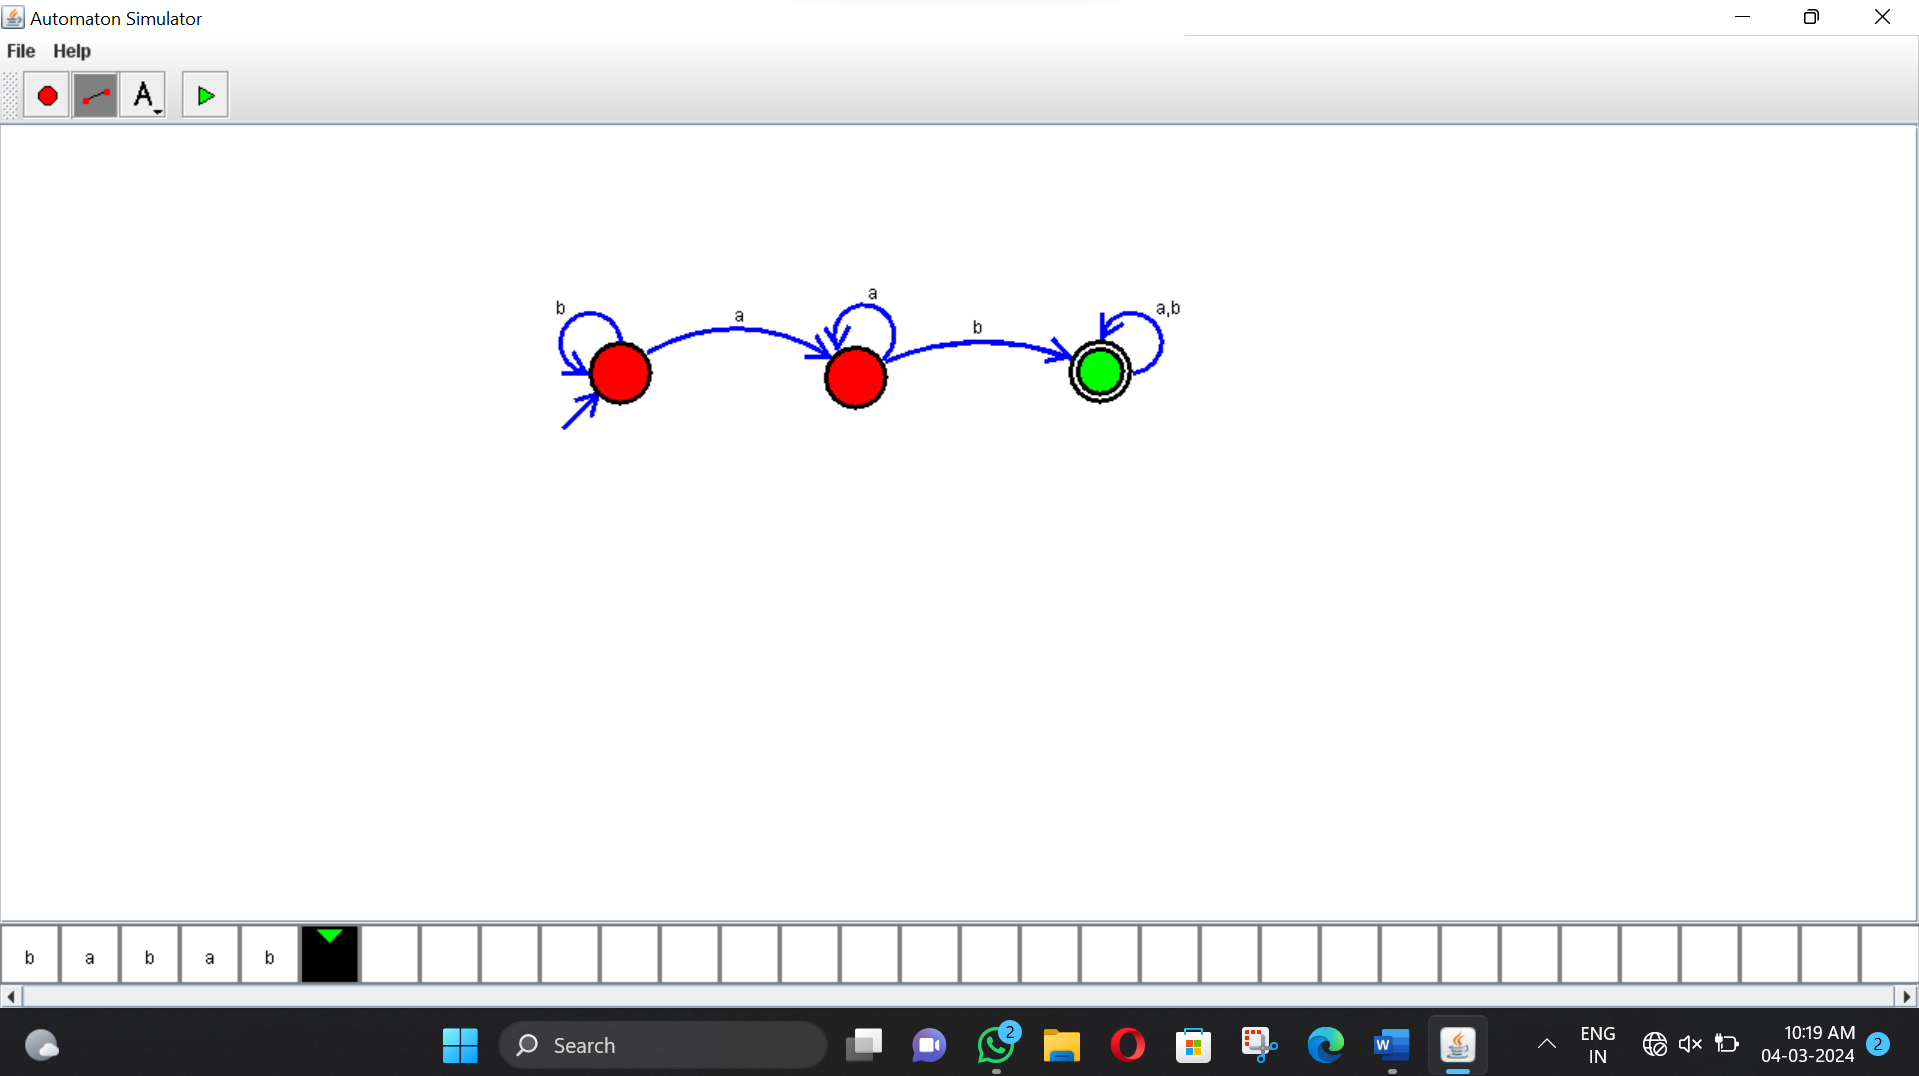 Automaton Simulator
File Help
A
a
b a b a,b
b a b a b
2
Search
ENG
IN
10:19 AM
04-03-2024
2